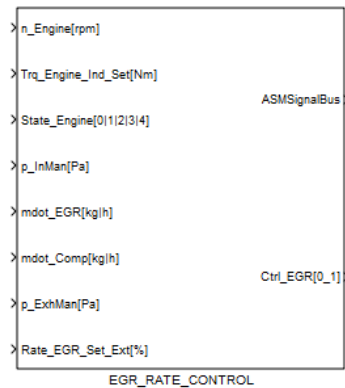 n_Engine[rpm]
Trq_Engine_Ind_Set[Nm]
ASMSignalBus
State_Engine[0|1|2|3|4]
p_InMan[Pa]
mdot_EGR[kg|h]
mdot_Comp[kg|h]
Ctrl_EGR[0_1]
p_ExhMan[Pa]
Rate_EGR_Set_Ext[%]
EGR_RATE_CONTROL